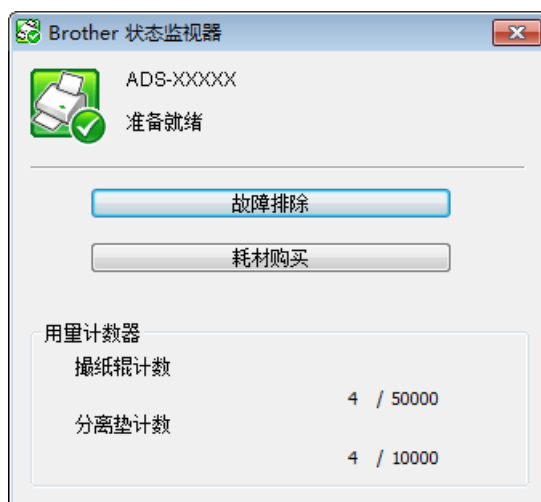 Brother 状态监视器
ADS-XXXXX
准备就绪
故障排除
耗材购买
用量计数器
撮纸辊计数
4 / 50000
分离垫计数
4 / 10000